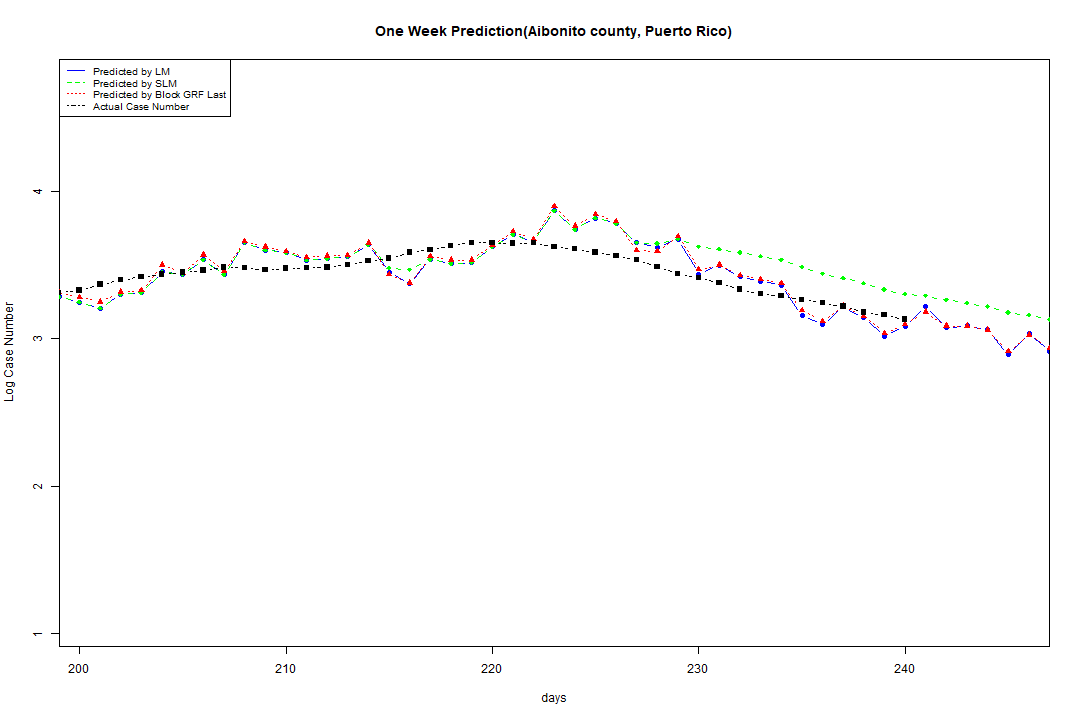 One Week Prediction(Aibonito county, Puerto Rico)
Predicted by LM
Predicted by SLM
Predicted by Block GRF Last
Actual Case Number
4
3
2
1
Log Case Number
200 210 220 230 240
days